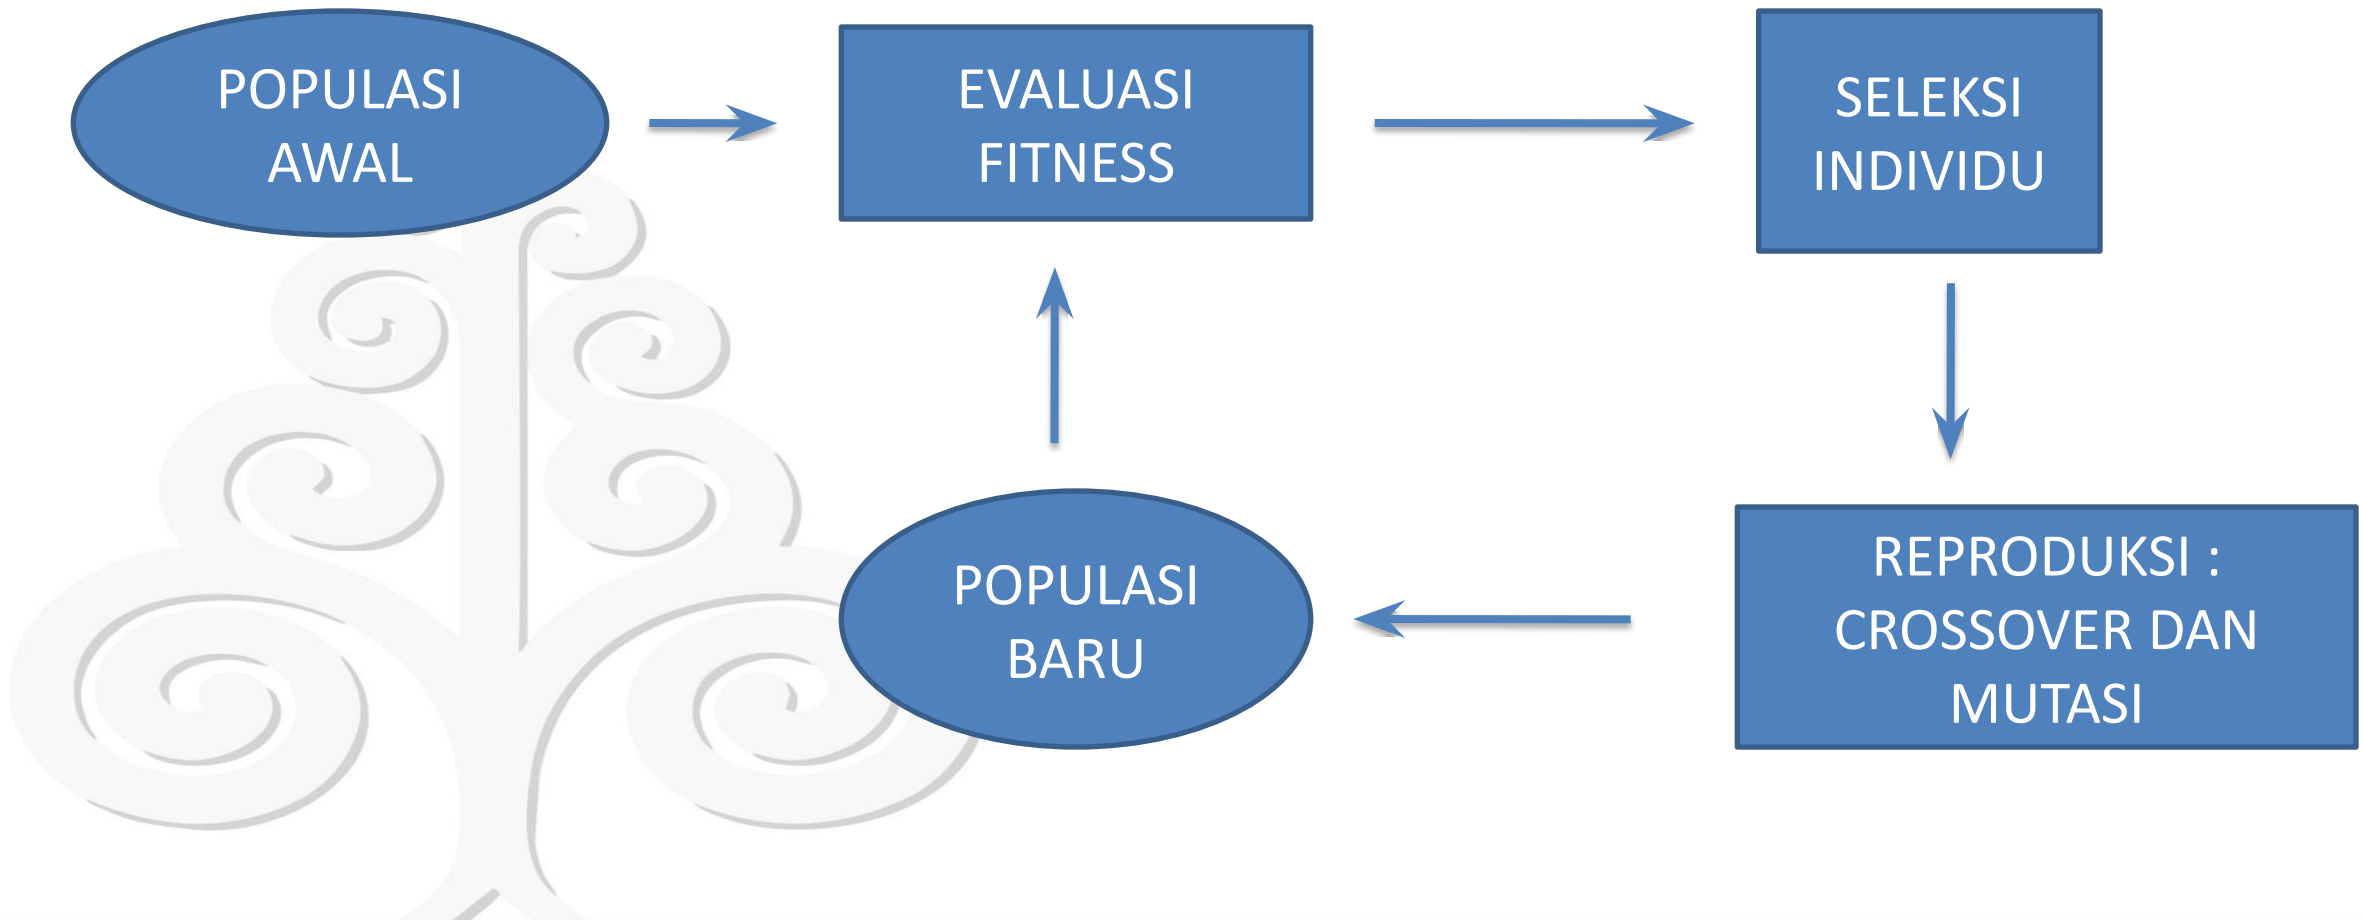 POPULASI
AWAL
EVALUASI
FITNESS
SELEKSI
INDIVIDU
REPRODUKSI :
CROSSOVER DAN
MUTASI
POPULASI
BARU